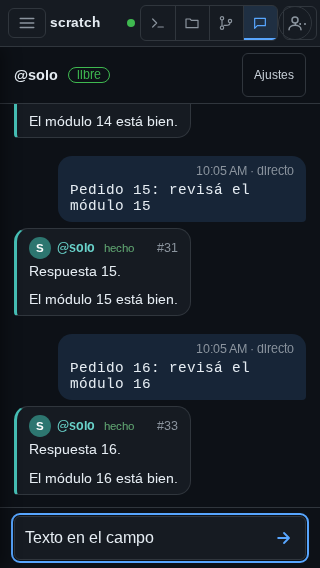 scratch
@solo libre Ajustes
El módulo 14 está bien.
10:05 AM · directo
Pedido 15: revisá el
módulo 15
S @solo hecho #31
Respuesta 15.
El módulo 15 está bien.
10:05 AM · directo
Pedido 16: revisá el
módulo 16
S @solo hecho #33
Respuesta 16.
El módulo 16 está bien.
Texto en el campo